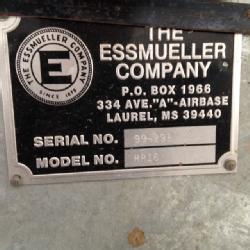 THE ESSMUELLER COMPANY
E
SINCE 1878
THE
ESSMUELLER
COMPANY
P.O. BOX 1966
334 AVE."A"-AIRBASE
LAUREL, MS 39440
SERIAL NO.
MODEL NO.